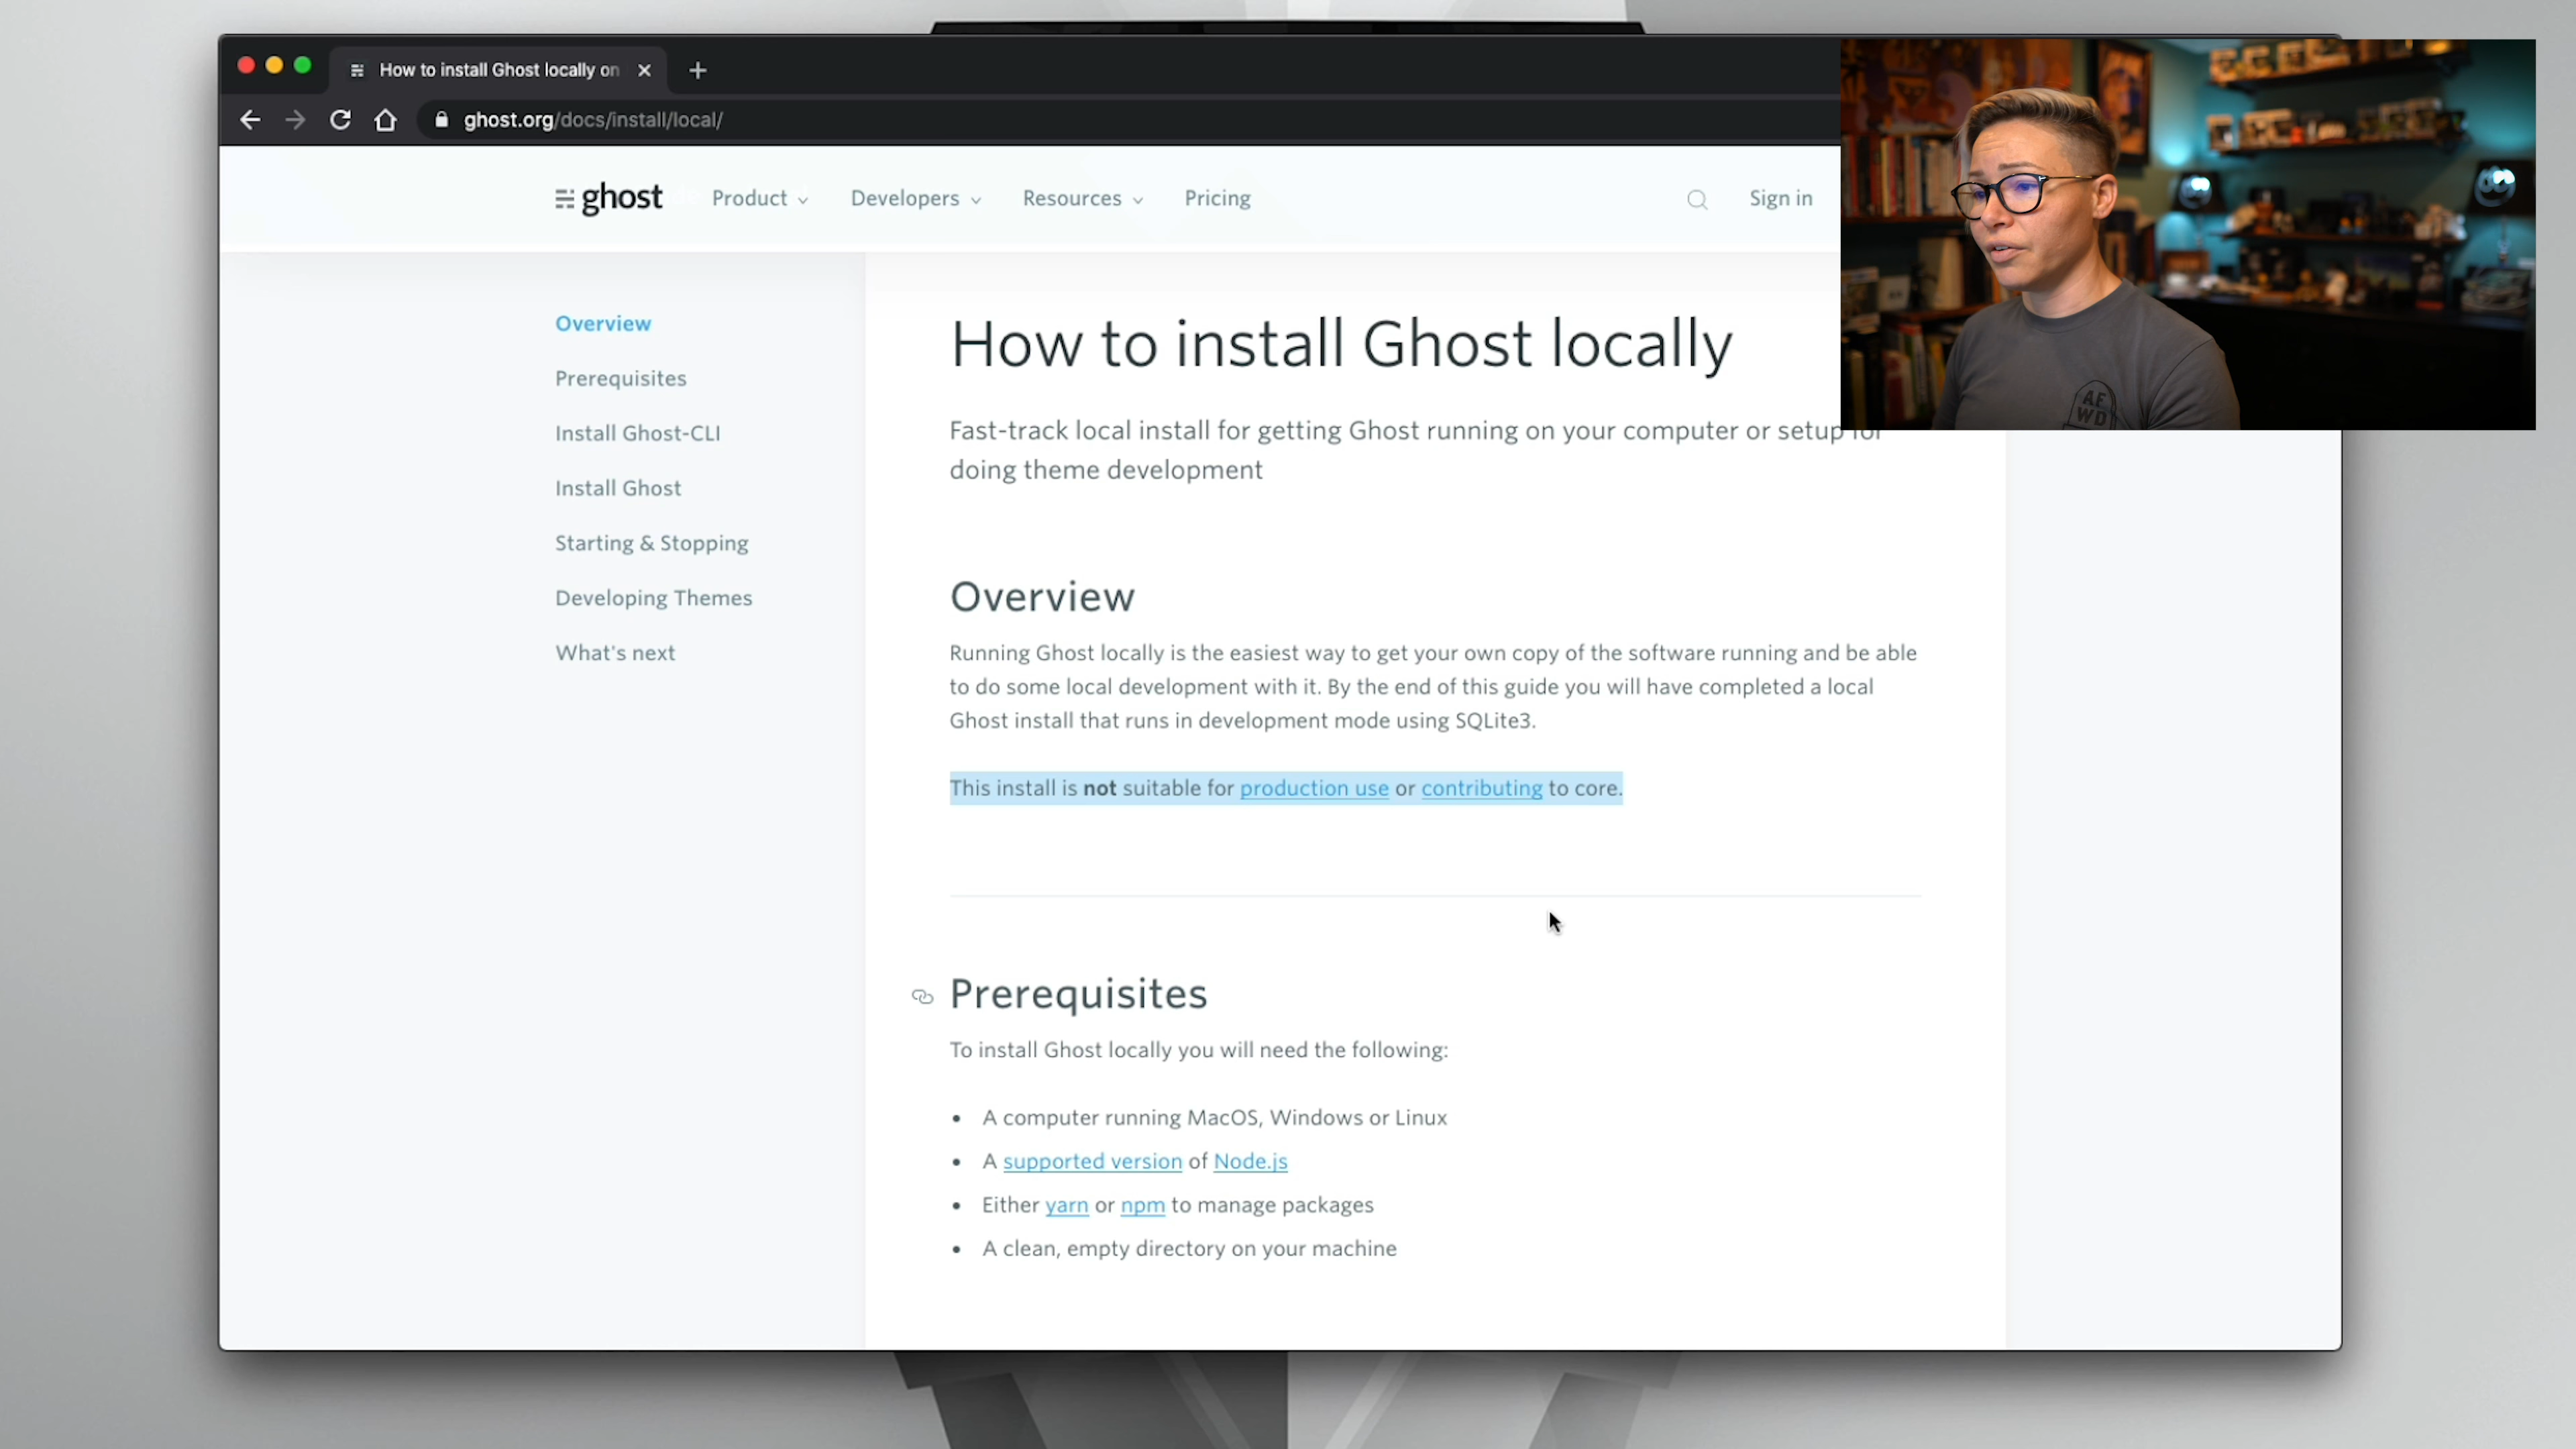 How to install Ghost locally on
ghost.org/docs/install/local/
ghost
Product
Developers
Resources
Pricing
Sign in
Overview
Prerequisites
Install Ghost-CLI
Install Ghost
Starting & Stopping
Developing Themes
What's next
How to install Ghost locally
Fast-track local install for getting Ghost running on your computer or setup for
doing theme development
Overview
Running Ghost locally is the easiest way to get your own copy of the software running and be able
to do some local development with it. By the end of this guide you will have completed a local
Ghost install that runs in development mode using SQLite3.
This install is not suitable for production use or contributing to core.
Prerequisites
To install Ghost locally you will need the following:
• A computer running MacOS, Windows or Linux
• A supported version of Node.js
• Either yarn or npm to manage packages
• A clean, empty directory on your machine
AE
WD